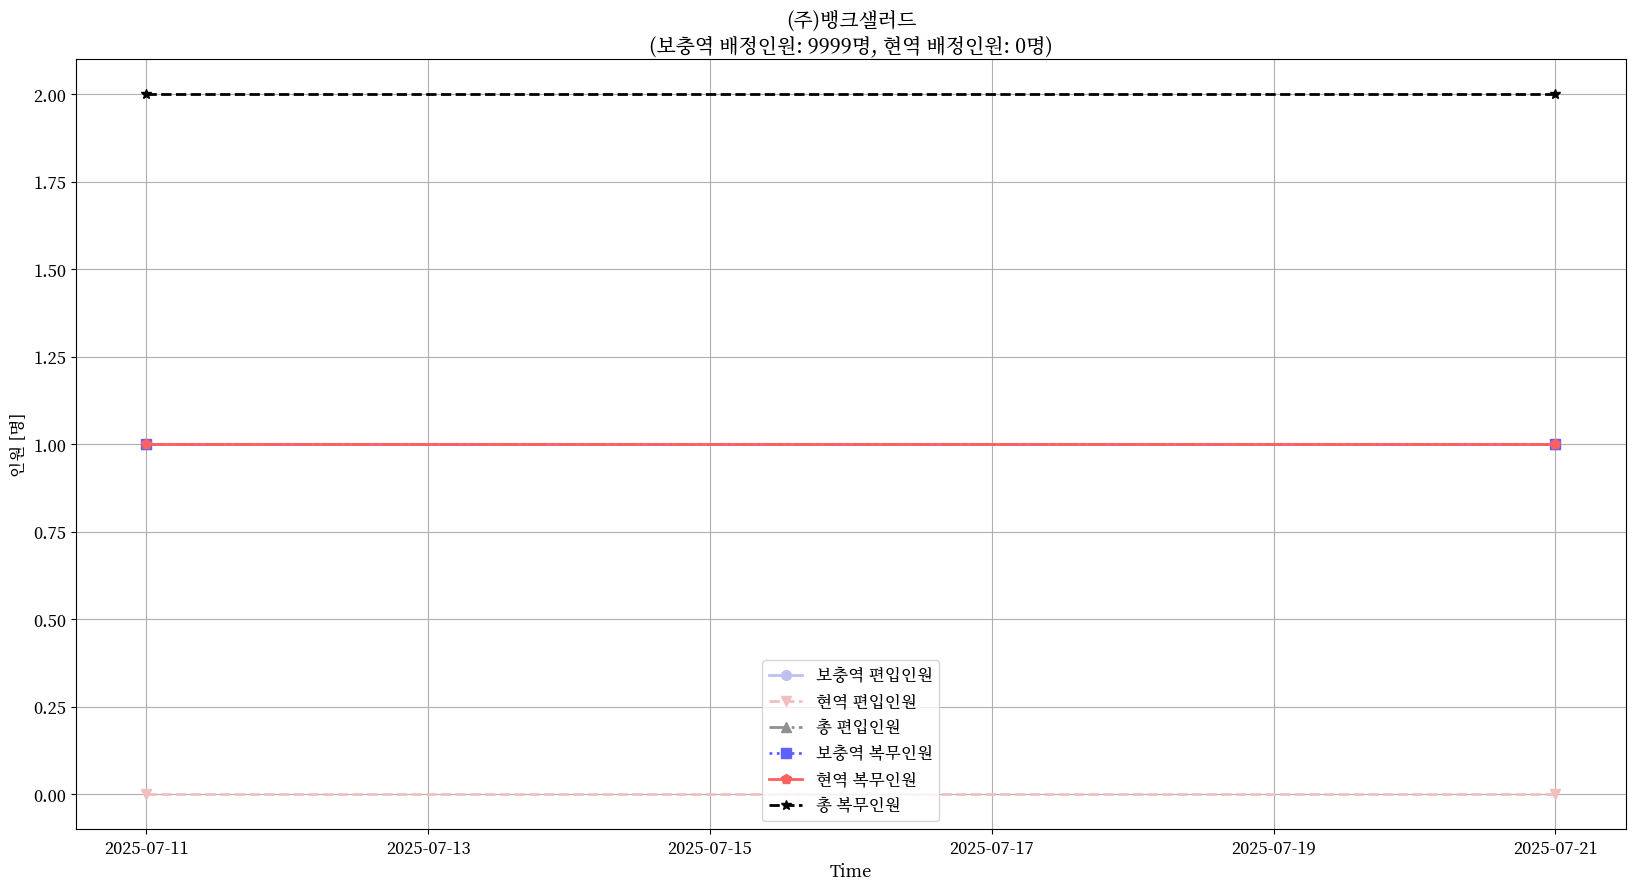 (주)뱅크샐러드
(보충역 배정인원: 9999명, 현역 배정인원: 0명)
인원 [명]
2.00
1.75
1.50
1.25
1.00
0.75
0.50
0.25
0.00
보충역 편입인원
현역 편입인원
총 편입인원
보충역 복무인원
현역 복무인원
총 복무인원
2025-07-11
2025-07-13
2025-07-15
2025-07-17
2025-07-19
2025-07-21
Time